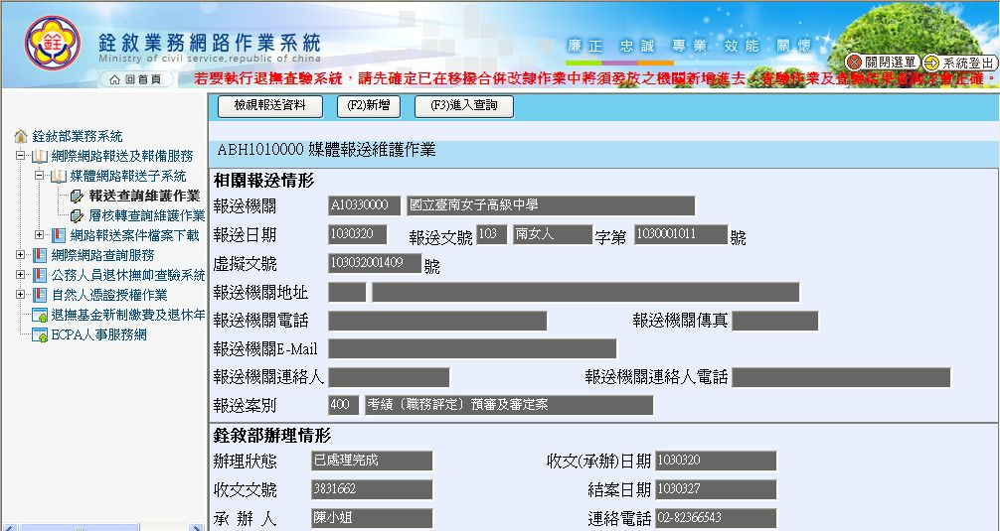 銓敘業務網路作業系統
Ministry of civil service,republic of china
廉正 忠誠 專業 效能 關懷
回首頁
關閉選單 系統登出
若要執行退撫查驗系統，請先確定已在移撥合併改隸作業中將須發放之機關新增進去
檢視報送資料 (F2)新增 (F3)進入查詢
銓敘部業務系統
網際網路報送及報備服務
媒體網路報送子系統
報送查詢維護作業
層核轉查詢維護作業
網路報送案件檔案下載
網際網路查詢服務
公務人員退休撫卹查驗系統
自然人憑證授權作業
退撫基金新制繳費及退休年
ECPA人事服務網
ABH1010000 媒體報送維護作業
相關報送情形
報送機關 A10330000 國立臺南女子高級中學
報送日期 1030320 報送文號 103 南女人 字第 1030001011 號
虛擬文號 103032001409 號
報送機關地址
報送機關電話 報送機關傳真
報送機關E-Mail
報送機關連絡人 報送機關連絡人電話
報送案別 400 考績〔職務評定〕預審及審定案
銓敘部辦理情形
辦理狀態 已處理完成 收文(承辦)日期 1030320
收文文號 3831662 結案日期 1030327
承 辦 人 陳小姐 連絡電話 02-82366543